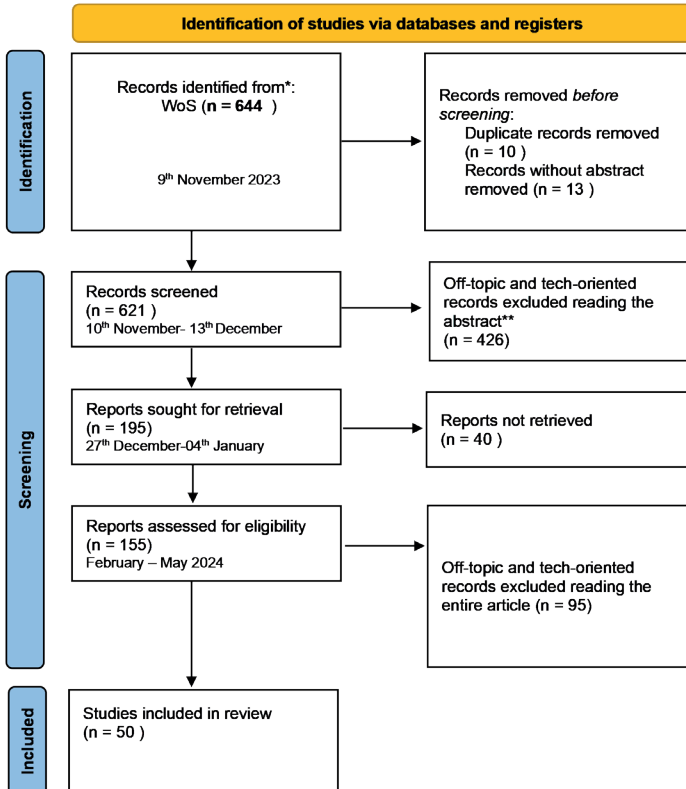 Identification of studies via databases and registers
Identification
Records identified from*:
WoS (n = 644 )
9th November 2023
Records removed before
screening:
Duplicate records removed
(n = 10 )
Records without abstract
removed (n = 13 )
Screening
Records screened
(n = 621 )
10th November- 13th December
Off-topic and tech-oriented
records excluded reading the
abstract**
(n = 426)
Reports sought for retrieval
(n = 195)
27th December-04th January
Reports not retrieved
(n = 40 )
Reports assessed for eligibility
(n = 155)
February – May 2024
Off-topic and tech-oriented
records excluded reading the
entire article (n = 95)
Included
Studies included in review
(n = 50 )